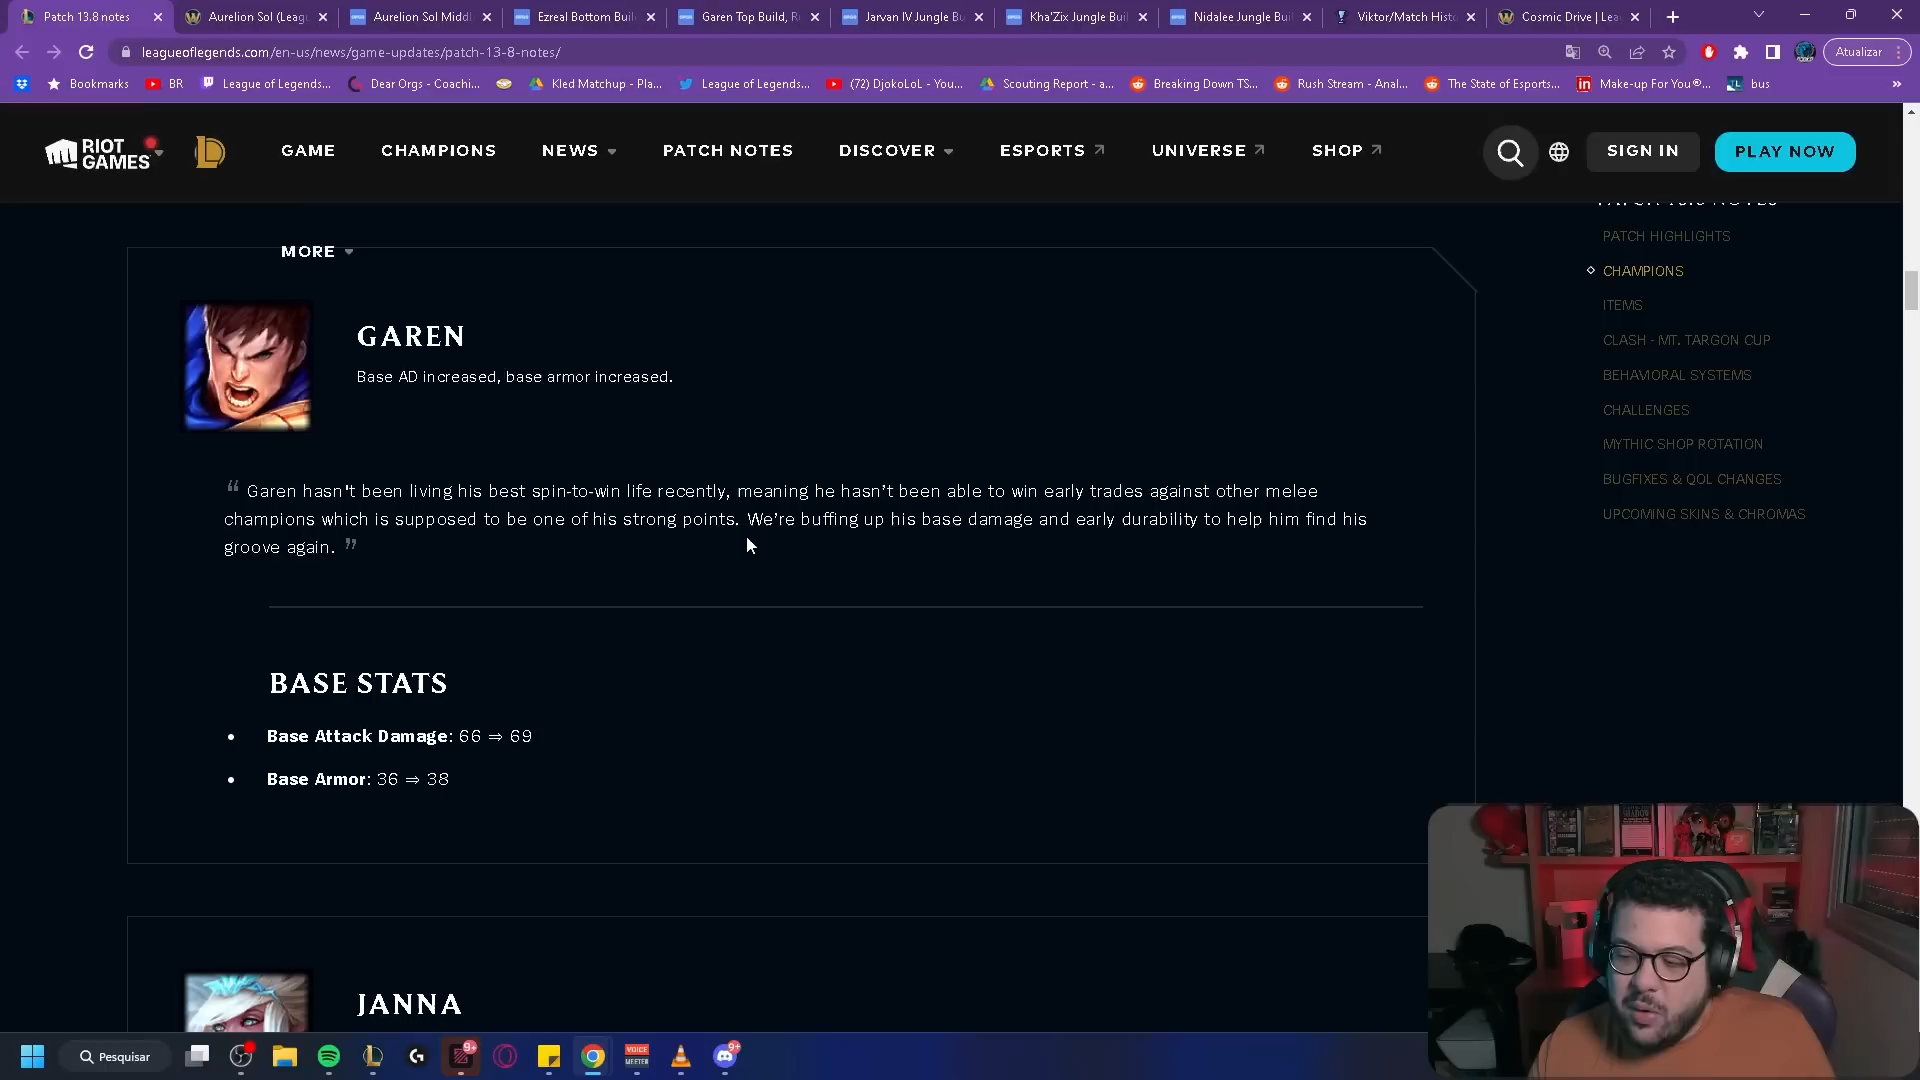 Patch 13.8 notes
Aurelion Sol (Leag
Aurelion Sol Middl
Ezreal Bottom Buil
Garen Top Build, R
Jarvan IV Jungle Bu
Kha'Zix Jungle Buil
Nidalee Jungle Buil
Viktor/Match Histo
Cosmic Drive | Lea
leagueoflegends.com/en-us/news/game-updates/patch-13-8-notes/
Atualizar
Bookmarks
BR
League of Legends...
Dear Orgs - Coachi...
Kled Matchup - Pla...
League of Legends...
(72) DjokoLoL - You...
Scouting Report - a...
Breaking Down TS...
Rush Stream - Anal...
The State of Esports...
Make-up For You®...
bus
RIOT
GAMES
GAME
CHAMPIONS
NEWS
PATCH NOTES
DISCOVER
ESPORTS
UNIVERSE
SHOP
SIGN IN
PLAY NOW
PATCH 13.8 NOTES
PATCH HIGHLIGHTS
CHAMPIONS
ITEMS
CLASH - MT. TARGON CUP
BEHAVIORAL SYSTEMS
CHALLENGES
MYTHIC SHOP ROTATION
BUGFIXES & QOL CHANGES
UPCOMING SKINS & CHROMAS
MORE
GAREN
Base AD increased, base armor increased.
“ Garen hasn't been living his best spin-to-win life recently, meaning he hasn’t been able to win early trades against other melee
champions which is supposed to be one of his strong points. We’re buffing up his base damage and early durability to help him find his
groove again. ”
BASE STATS
• Base Attack Damage: 66 ⇒ 69
• Base Armor: 36 ⇒ 38
JANNA
Pesquisar
9+
VOICE
MEETER
9+